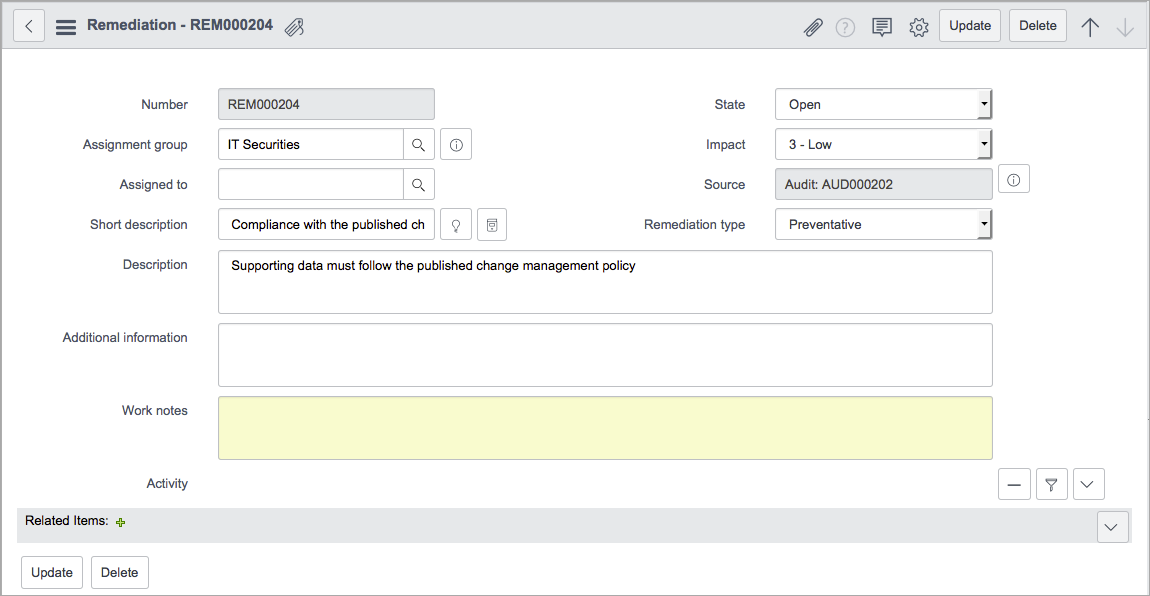 Remediation - REM000204
? Update Delete
Number REM000204 State Open
Assignment group IT Securities Impact 3 - Low
Assigned to Source Audit: AUD000202
Short description Compliance with the published ch Remediation type Preventative
Description Supporting data must follow the published change management policy
Additional information
Work notes
Activity
Related Items:
Update Delete